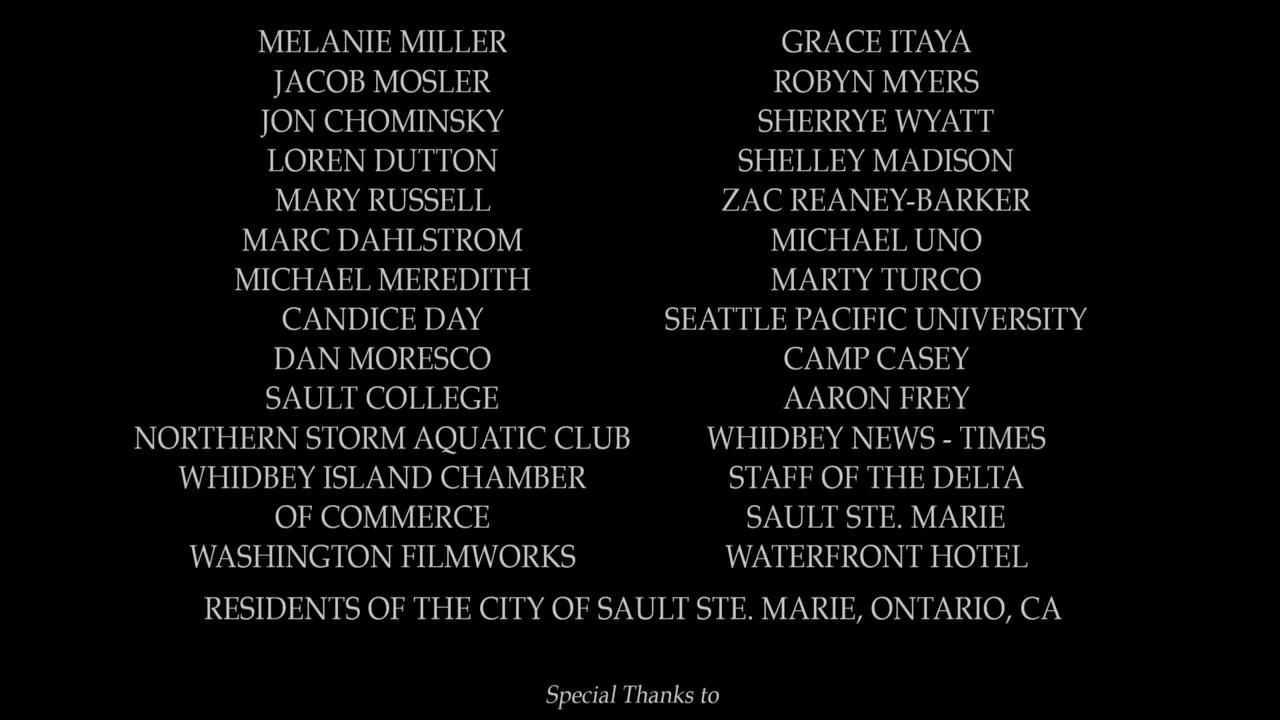 MELANIE MILLER
JACOB MOSLER
JON CHOMINSKY
LOREN DUTTON
MARY RUSSELL
MARC DAHLSTROM
MICHAEL MEREDITH
CANDICE DAY
DAN MORESCO
SAULT COLLEGE
NORTHERN STORM AQUATIC CLUB
WHIDBEY ISLAND CHAMBER
OF COMMERCE
WASHINGTON FILMWORKS
GRACE ITAYA
ROBYN MYERS
SHERRYE WYATT
SHELLEY MADISON
ZAC REANEY-BARKER
MICHAEL UNO
MARTY TURCO
SEATTLE PACIFIC UNIVERSITY
CAMP CASEY
AARON FREY
WHIDBEY NEWS - TIMES
STAFF OF THE DELTA
SAULT STE. MARIE
WATERFRONT HOTEL
RESIDENTS OF THE CITY OF SAULT STE. MARIE, ONTARIO, CA
Special Thanks to